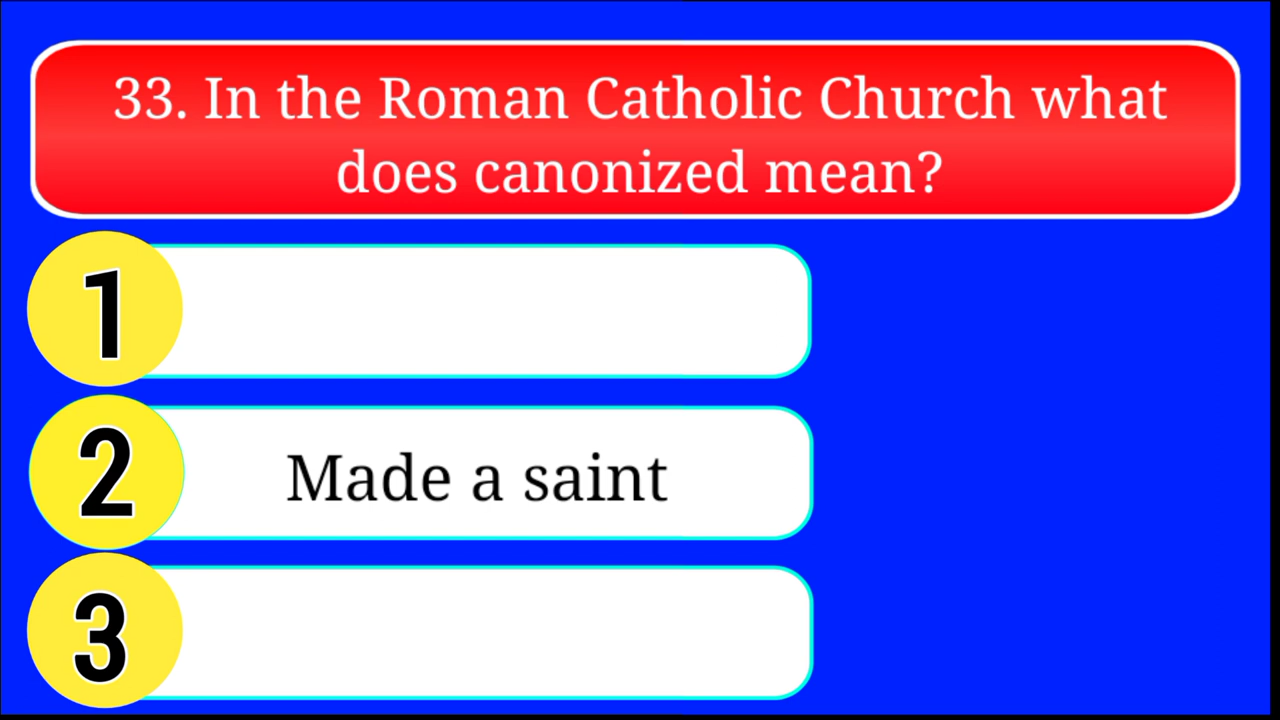 33. In the Roman Catholic Church what
does canonized mean?
1
2 Made a saint
3